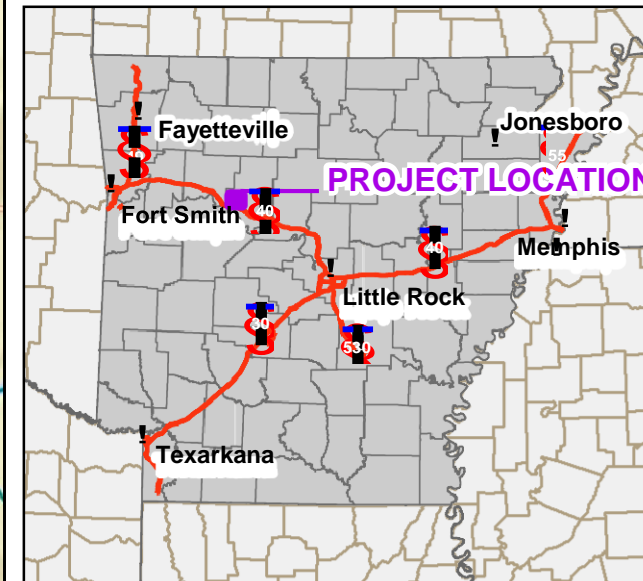 Jonesboro
Fayetteville
55
PROJECT LOCATION
Fort Smith
40
40
Memphis
Little Rock
30
530
Texarkana